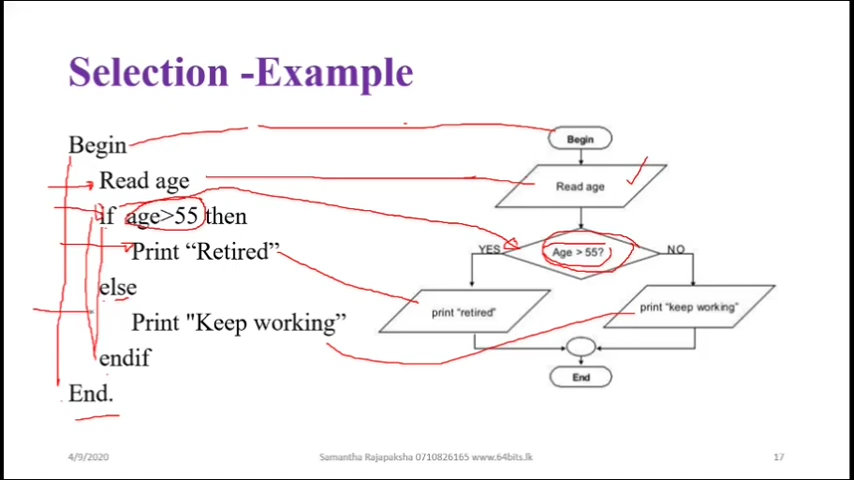 Selection -Example
Begin
Read age
if age>55 then
Print “Retired”
else
Print "Keep working”
endif
End.
Begin
Read age
YES
Age > 55?
NO
print “retired”
print “keep working”
End
4/9/2020
Samantha Rajapaksha 0710826165 www.64bits.lk
17